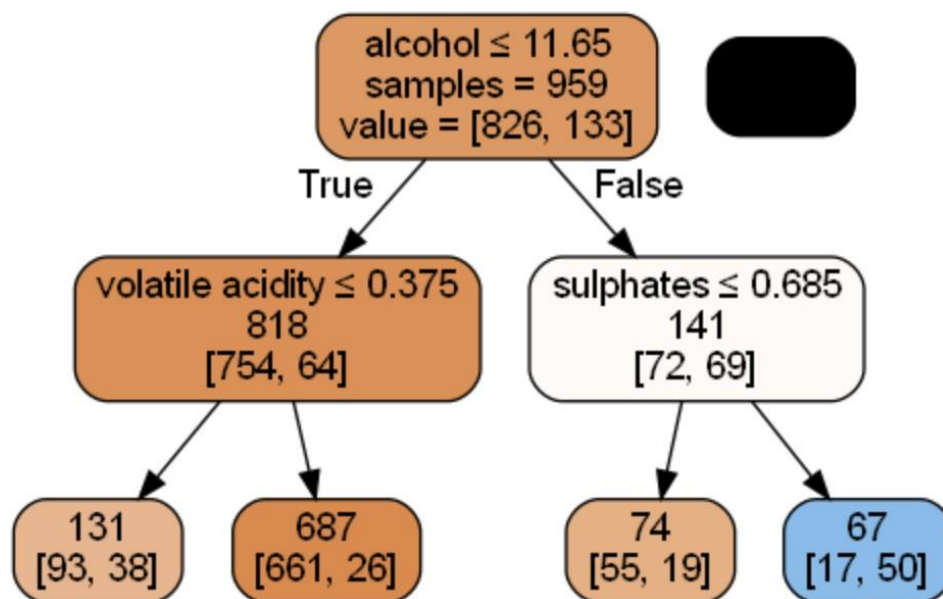 alcohol ≤ 11.65
samples = 959
value = [826, 133]
True
False
volatile acidity ≤ 0.375
818
[754, 64]
sulphates ≤ 0.685
141
[72, 69]
131
[93, 38]
687
[661, 26]
74
[55, 19]
67
[17, 50]